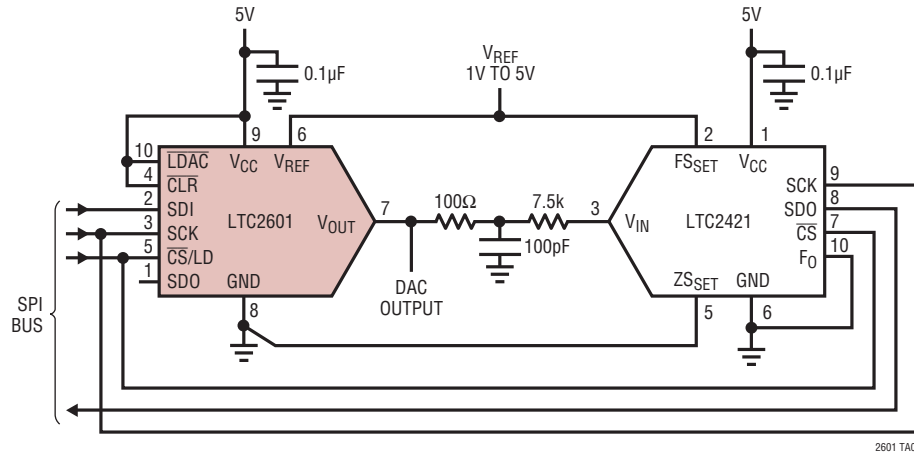 5V
0.1µF
VREF
1V TO 5V
5V
0.1µF
9
6
2
1
10
LDAC
VCC
VREF
FSSET
VCC
4
CLR
9
SCK
2
SDI
100Ω
7.5k
8
SDO
3
SCK
LTC2601
VOUT
7
3
VIN
LTC2421
7
CS
5
CS/LD
100pF
10
FO
1
SDO
GND
DAC
OUTPUT
ZSSET
GND
8
5
6
SPI
BUS